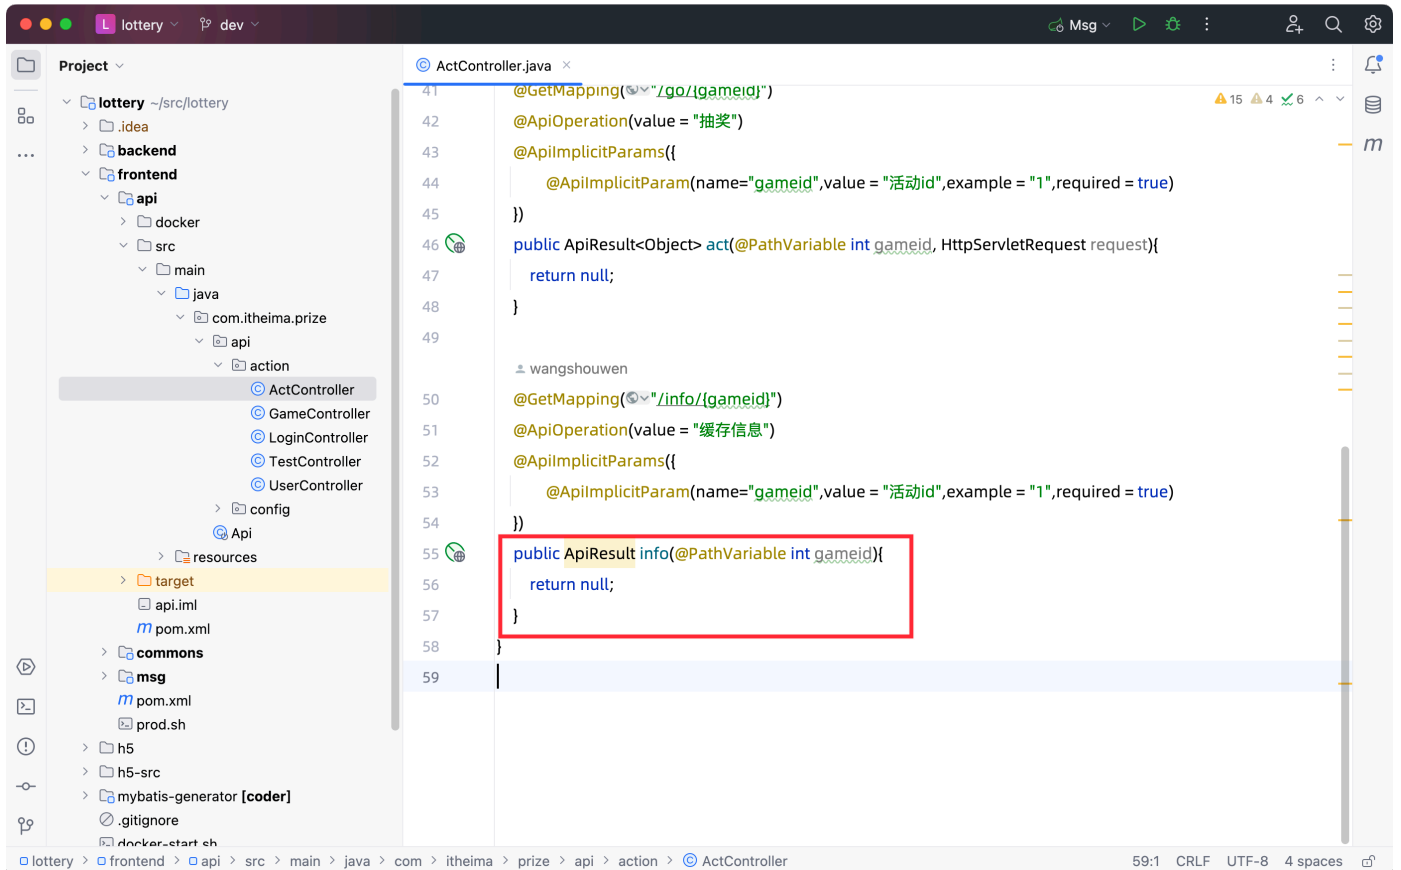 L lottery dev Msg
Project
ActController.java
lottery ~/src/lottery
.idea
backend
frontend
api
docker
src
main
java
com.itheima.prize
api
action
ActController
GameController
LoginController
TestController
UserController
config
Api
resources
target
api.iml
m pom.xml
commons
msg
m pom.xml
prod.sh
h5
h5-src
mybatis-generator [coder]
.gitignore
docker-start.sh
15 4 6
m
41 @GetMapping("/go/{gameid}")
42 @ApiOperation(value = "抽奖")
43 @ApiImplicitParams({
44 @ApiImplicitParam(name="gameid",value = "活动id",example = "1",required = true)
45 })
46 public ApiResult<Object> act(@PathVariable int gameid, HttpServletRequest request){
47 return null;
48 }
49
wangshouwen
50 @GetMapping("/info/{gameid}")
51 @ApiOperation(value = "缓存信息")
52 @ApiImplicitParams({
53 @ApiImplicitParam(name="gameid",value = "活动id",example = "1",required = true)
54 })
55 public ApiResult info(@PathVariable int gameid){
56 return null;
57 }
58 }
59
lottery > frontend > api > src > main > java > com > itheima > prize > api > action > ActController 59:1 CRLF UTF-8 4 spaces